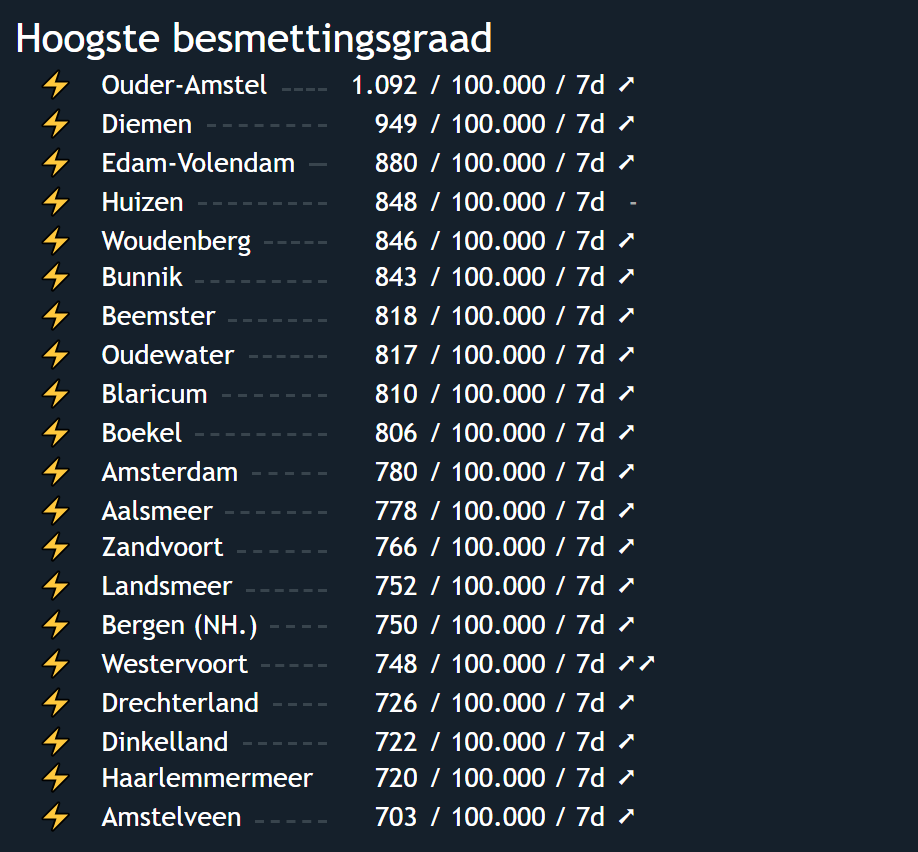 Hoogste besmettingsgraad
⚡ Ouder-Amstel ---- 1.092 / 100.000 / 7d ➚
⚡ Diemen -------- 949 / 100.000 / 7d ➚
⚡ Edam-Volendam — 880 / 100.000 / 7d ➚
⚡ Huizen --------- 848 / 100.000 / 7d -
⚡ Woudenberg ----- 846 / 100.000 / 7d ➚
⚡ Bunnik --------- 843 / 100.000 / 7d ➚
⚡ Beemster ------- 818 / 100.000 / 7d ➚
⚡ Oudewater ------ 817 / 100.000 / 7d ➚
⚡ Blaricum -------- 810 / 100.000 / 7d ➚
⚡ Boekel --------- 806 / 100.000 / 7d ➚
⚡ Amsterdam ------ 780 / 100.000 / 7d ➚
⚡ Aalsmeer ------- 778 / 100.000 / 7d ➚
⚡ Zandvoort ------ 766 / 100.000 / 7d ➚
⚡ Landsmeer ------ 752 / 100.000 / 7d ➚
⚡ Bergen (NH.) ---- 750 / 100.000 / 7d ➚
⚡ Westervoort ----- 748 / 100.000 / 7d ➚➚
⚡ Drechterland ---- 726 / 100.000 / 7d ➚
⚡ Dinkelland ------ 722 / 100.000 / 7d ➚
⚡ Haarlemmermeer 720 / 100.000 / 7d ➚
⚡ Amstelveen ----- 703 / 100.000 / 7d ➚